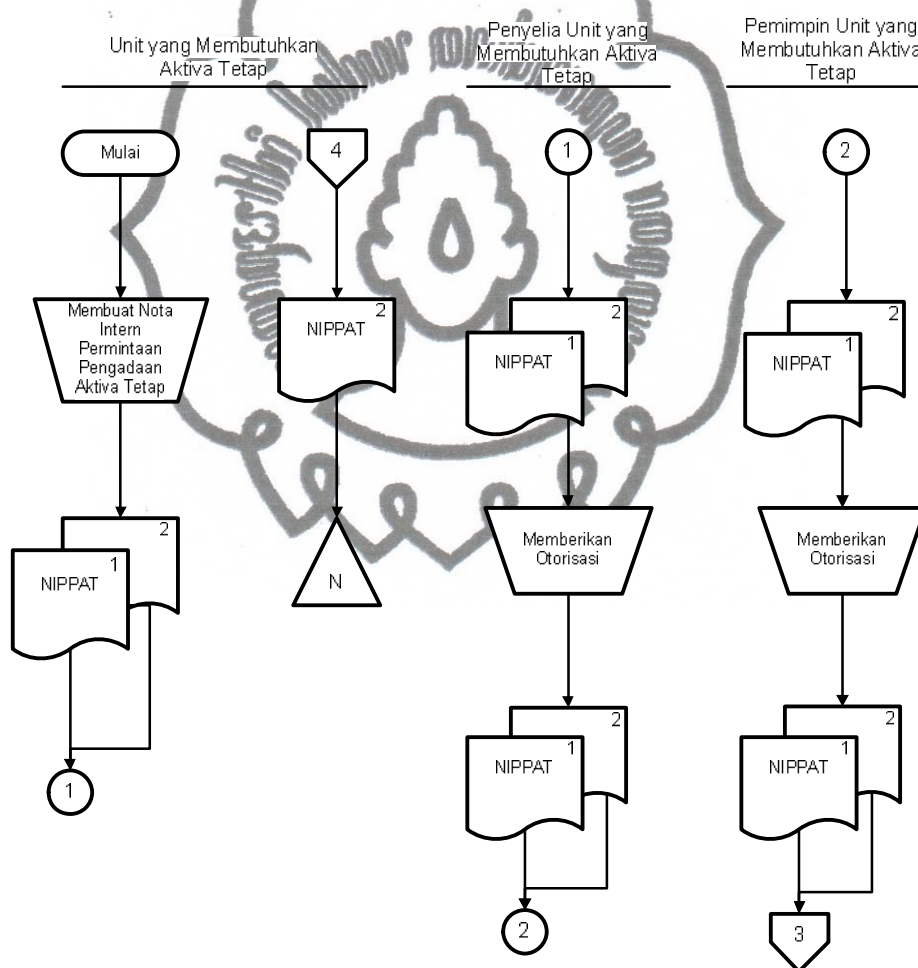 Unit yang Membutuhkan
Aktiva Tetap
Penyelia Unit yang
Membutuhkan Aktiva
Tetap
Pemimpin Unit yang
Membutuhkan Aktiva
Tetap
Mulai
4
1
2
Membuat Nota
Intern
Permintaan
Pengadaan
Aktiva Tetap
2
NIPPAT
2
1
NIPPAT
2
1
NIPPAT
2
1
NIPPAT
N
Memberikan
Otorisasi
Memberikan
Otorisasi
2
1
NIPPAT
2
1
NIPPAT
1
2
3